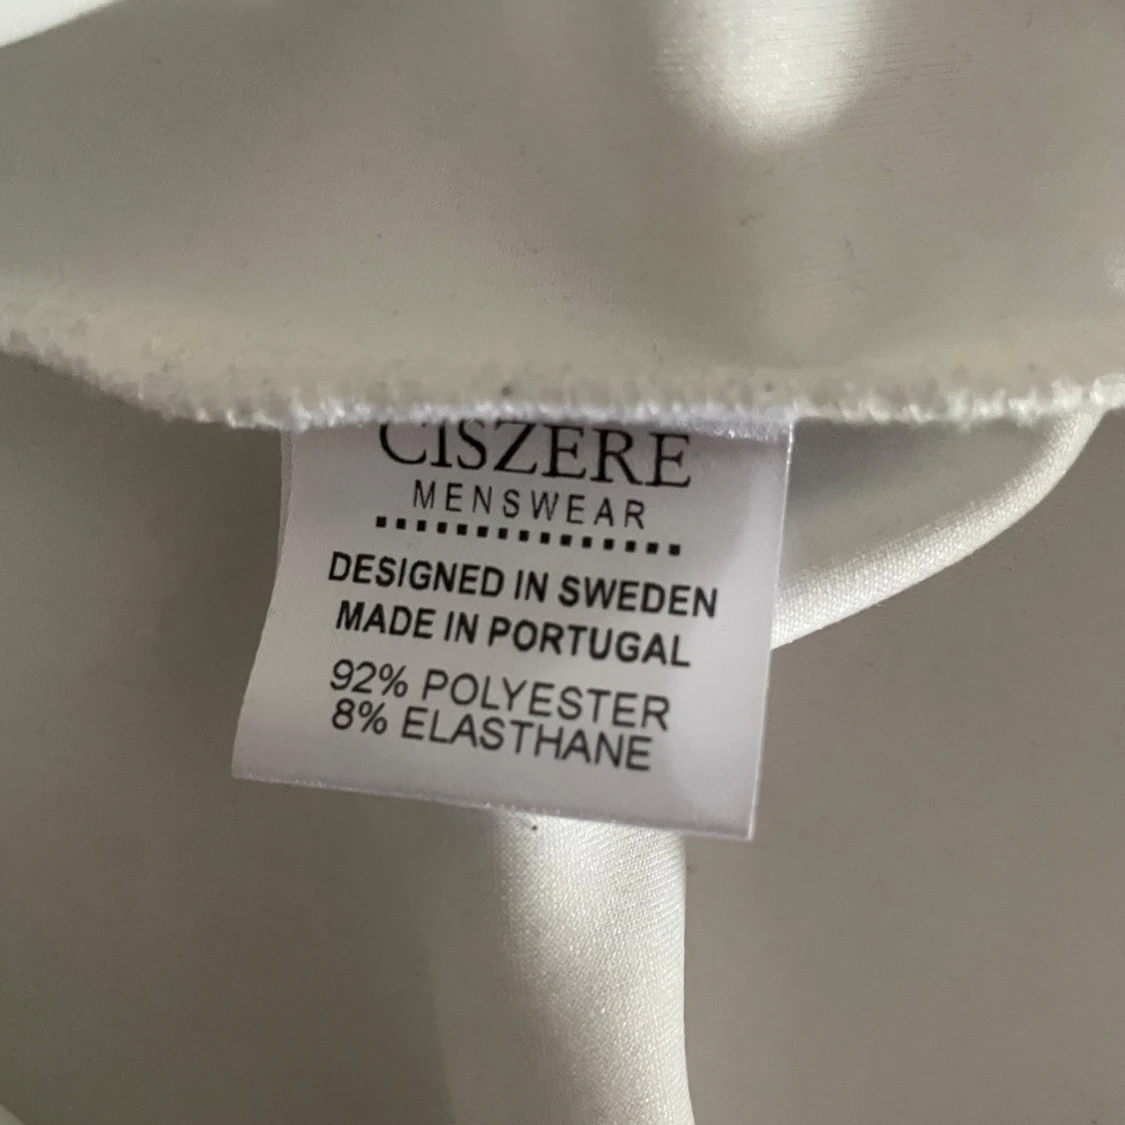 CISZERE
MENSWEAR
DESIGNED IN SWEDEN
MADE IN PORTUGAL
92% POLYESTER
8% ELASTHANE